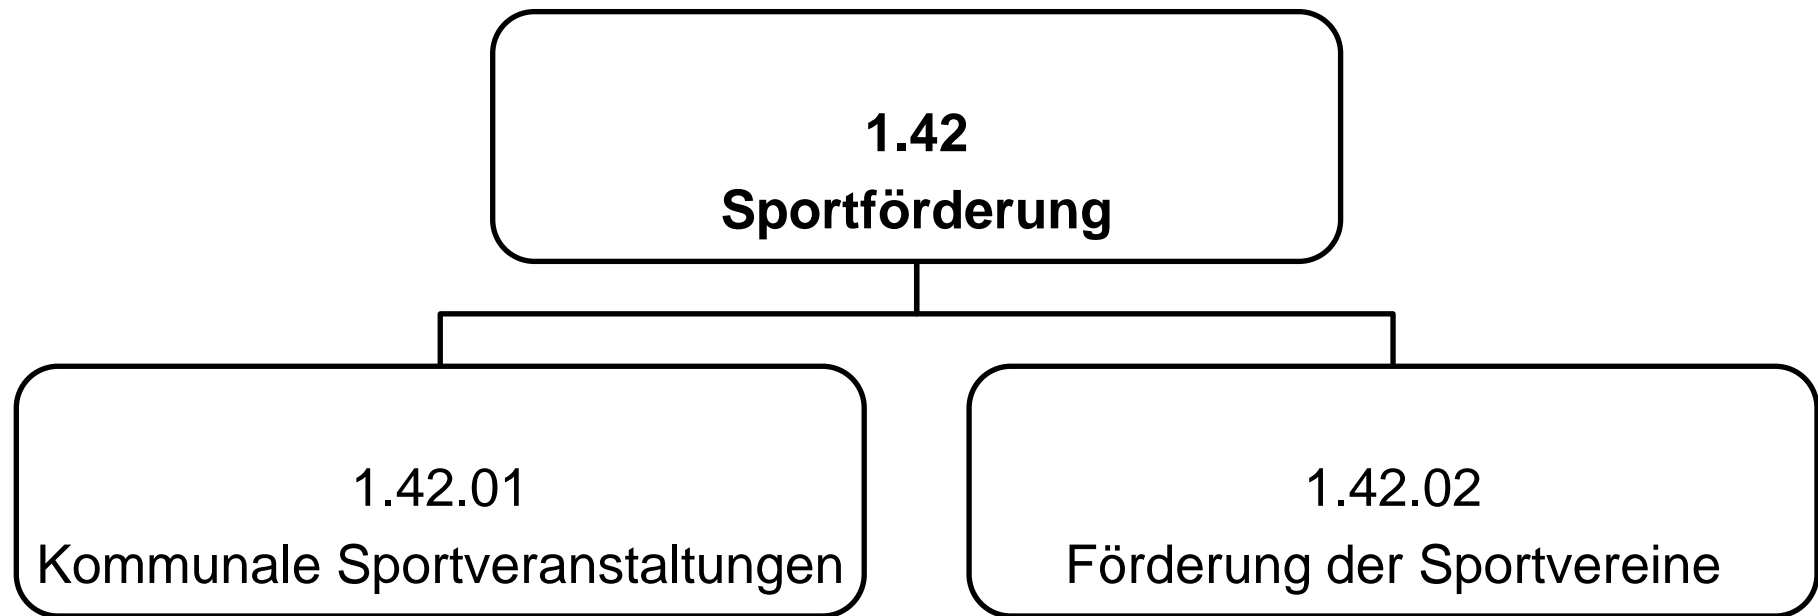 1.42
Sportförderung
1.42.01
Kommunale Sportveranstaltungen
1.42.02
Förderung der Sportvereine